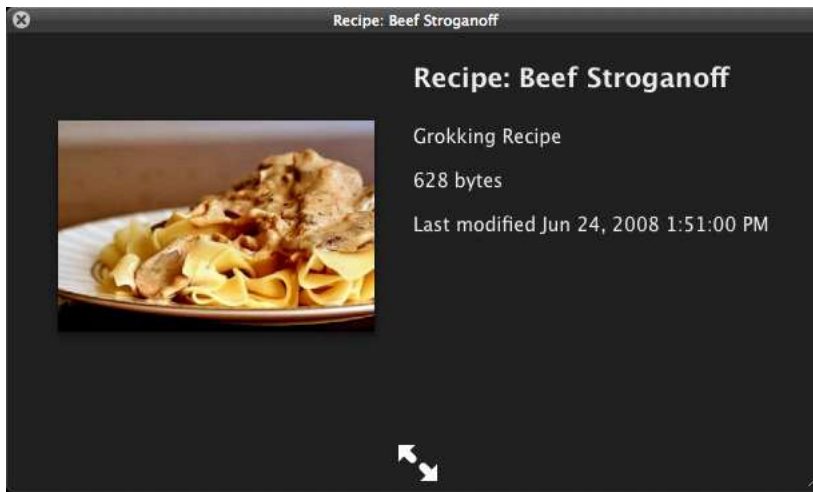 Recipe: Beef Stroganoff
Recipe: Beef Stroganoff
Grokking Recipe
628 bytes
Last modified Jun 24, 2008 1:51:00 PM